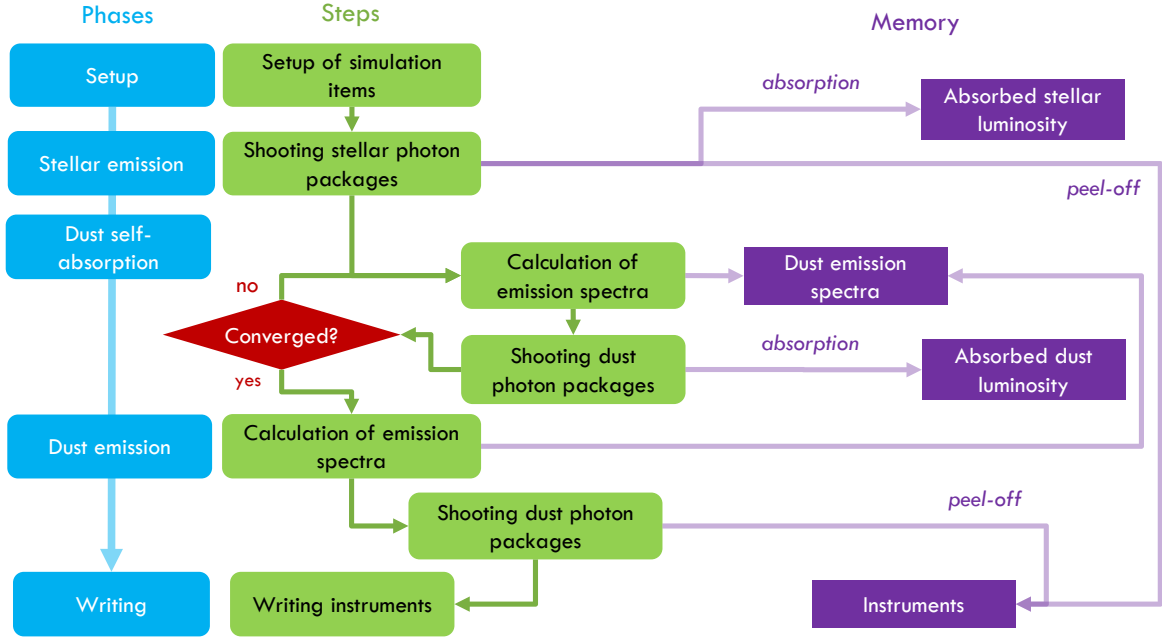 Phases
Steps
Memory
Setup
Setup of simulation
items
absorption
Absorbed stellar
luminosity
Stellar emission
Shooting stellar photon
packages
peel-off
Dust self-
absorption
Calculation of
emission spectra
Dust emission
spectra
no
Converged?
yes
Shooting dust
photon packages
absorption
Absorbed dust
luminosity
Dust emission
Calculation of emission
spectra
Shooting dust photon
packages
peel-off
Writing
Writing instruments
Instruments